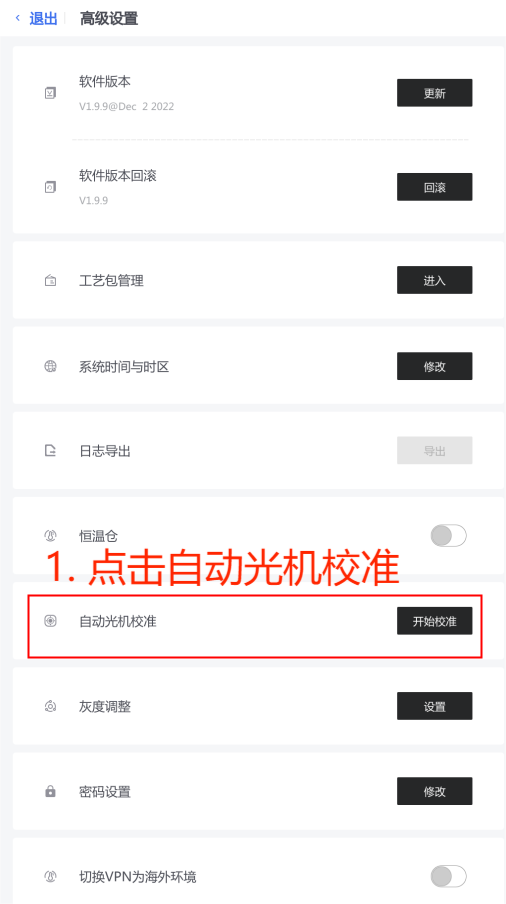 退出 高级设置
软件版本
V1.9.9@Dec 2 2022
更新
软件版本回滚
V1.9.9
回滚
工艺包管理
进入
系统时间与时区
修改
日志导出
导出
恒温仓
1. 点击自动光机校准
自动光机校准
开始校准
灰度调整
设置
密码设置
修改
切换VPN为海外环境